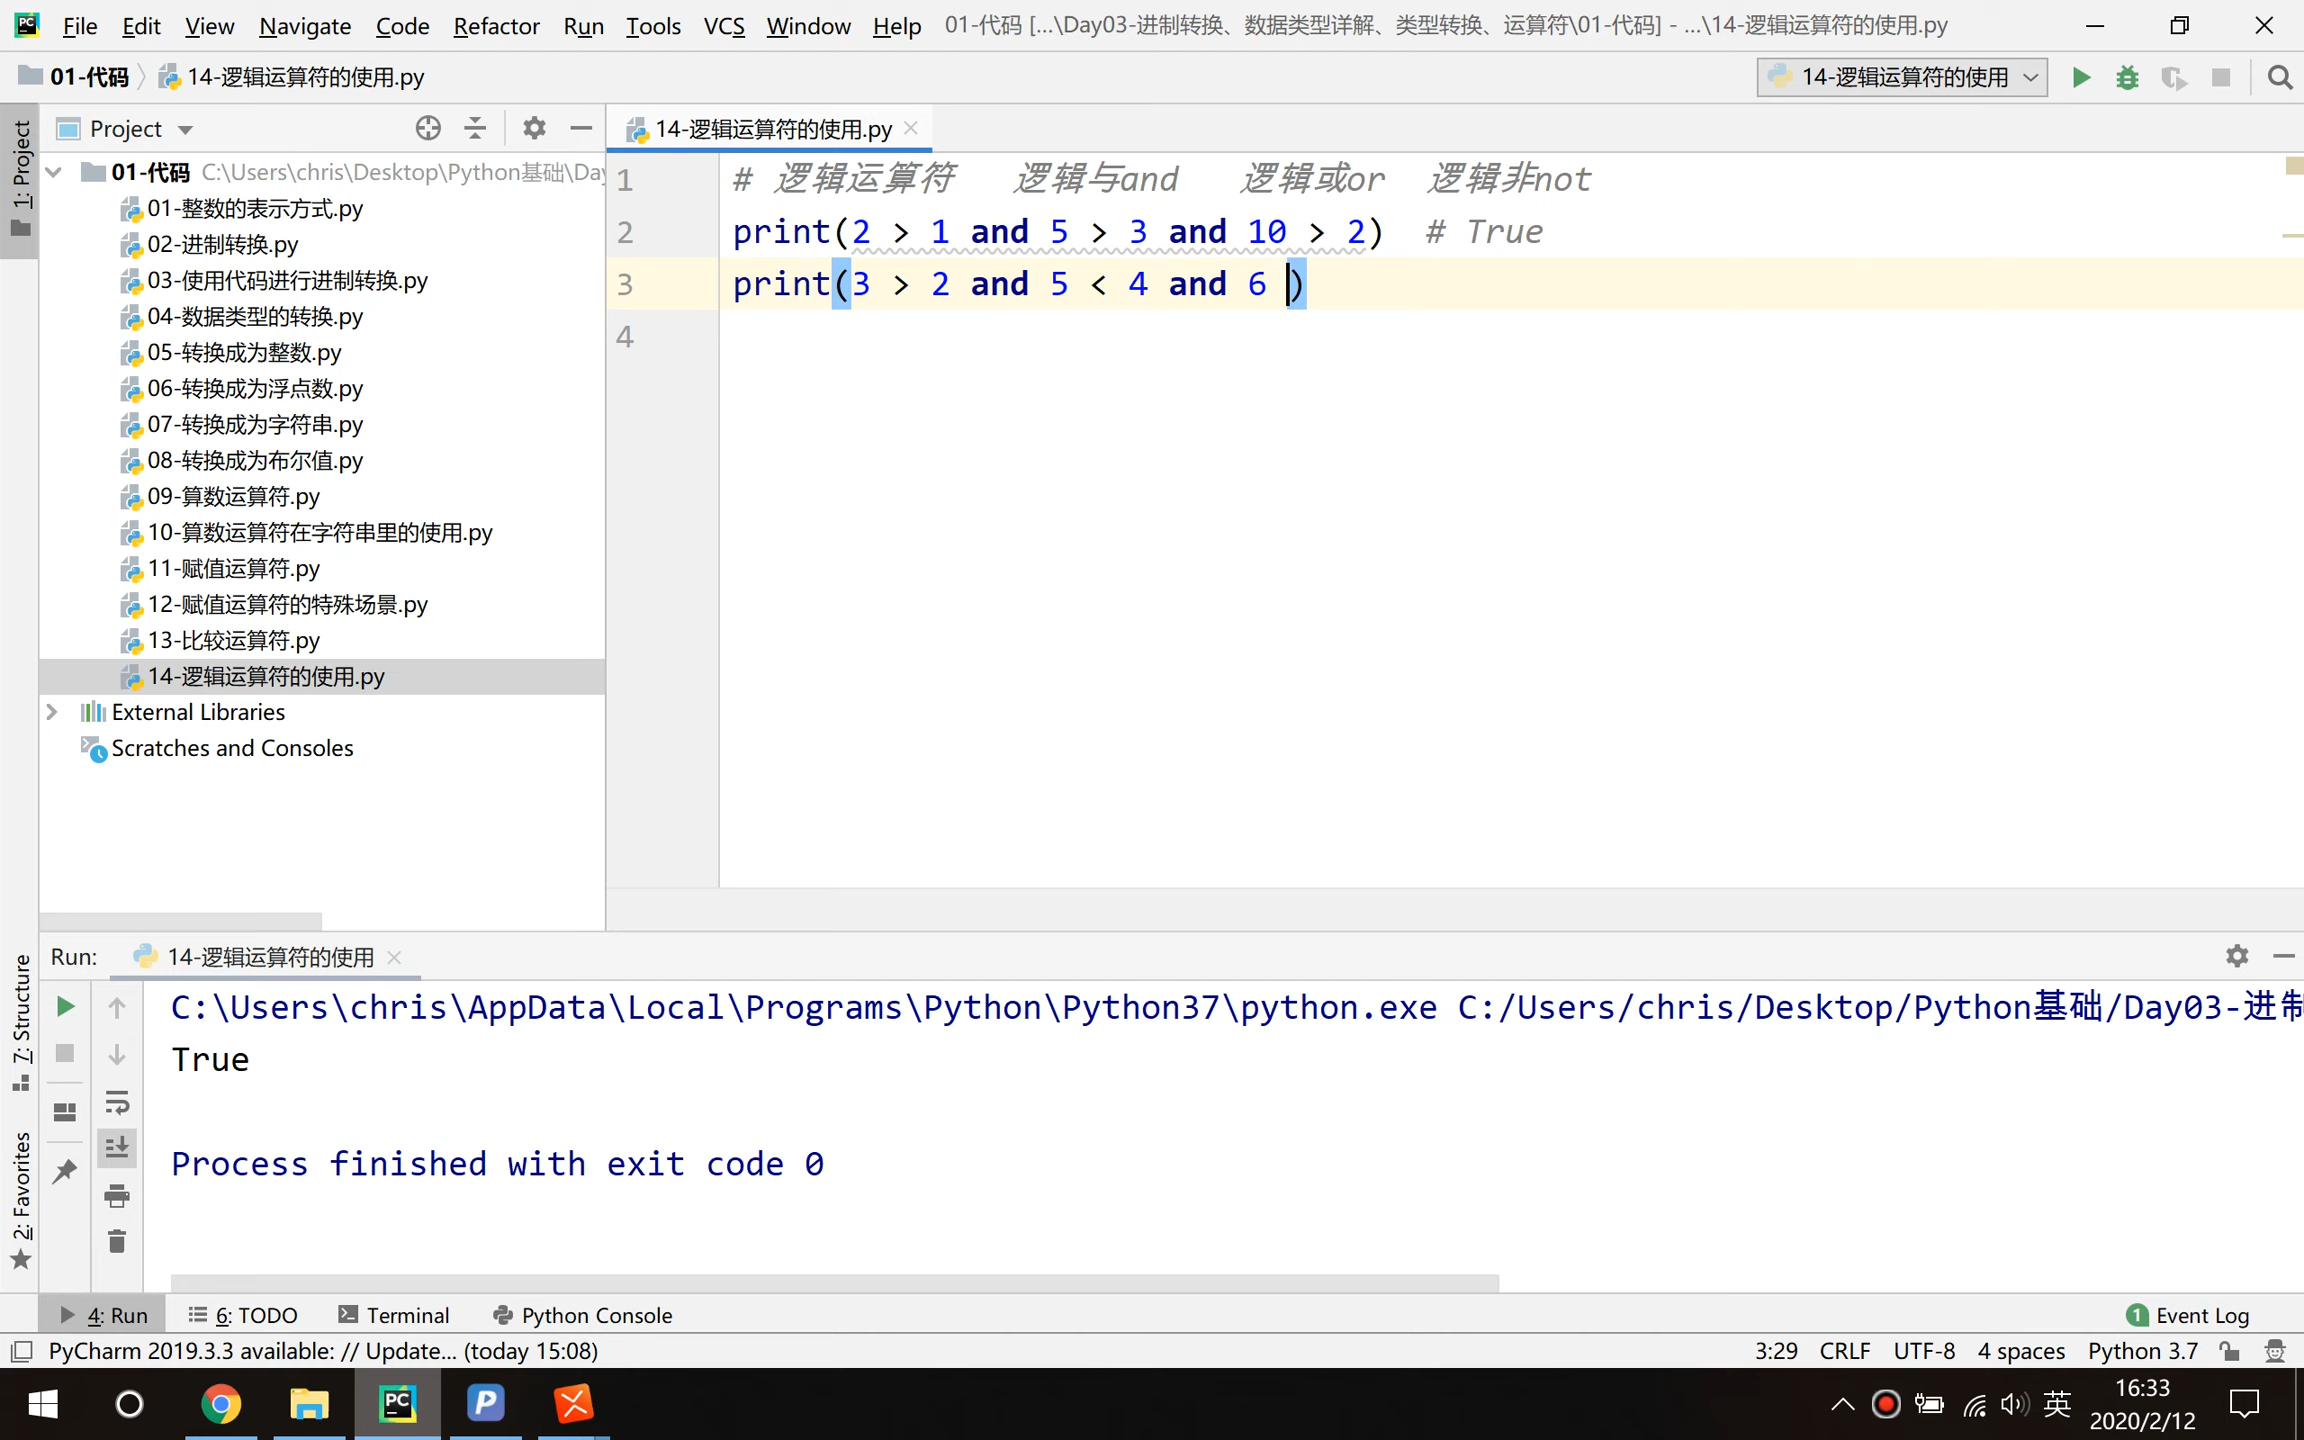 File Edit View Navigate Code Refactor Run Tools VCS Window Help 01-代码 [...\Day03-进制转换、数据类型详解、类型转换、运算符\01-代码] - ...\14-逻辑运算符的使用.py
01-代码 14-逻辑运算符的使用.py 14-逻辑运算符的使用
1: Project
Project
14-逻辑运算符的使用.py
01-代码 C:\Users\chris\Desktop\Python基础\Day
01-整数的表示方式.py
02-进制转换.py
03-使用代码进行进制转换.py
04-数据类型的转换.py
05-转换成为整数.py
06-转换成为浮点数.py
07-转换成为字符串.py
08-转换成为布尔值.py
09-算数运算符.py
10-算数运算符在字符串里的使用.py
11-赋值运算符.py
12-赋值运算符的特殊场景.py
13-比较运算符.py
14-逻辑运算符的使用.py
External Libraries
Scratches and Consoles
1 # 逻辑运算符 逻辑与and 逻辑或or 逻辑非not
2 print(2 > 1 and 5 > 3 and 10 > 2) # True
3 print(3 > 2 and 5 < 4 and 6 )
4
7: Structure
2: Favorites
Run: 14-逻辑运算符的使用
C:\Users\chris\AppData\Local\Programs\Python\Python37\python.exe C:/Users/chris/Desktop/Python基础/Day03-进制
True
Process finished with exit code 0
4: Run 6: TODO Terminal Python Console 1 Event Log
PyCharm 2019.3.3 available: // Update... (today 15:08) 3:29 CRLF UTF-8 4 spaces Python 3.7
英 16:33
2020/2/12